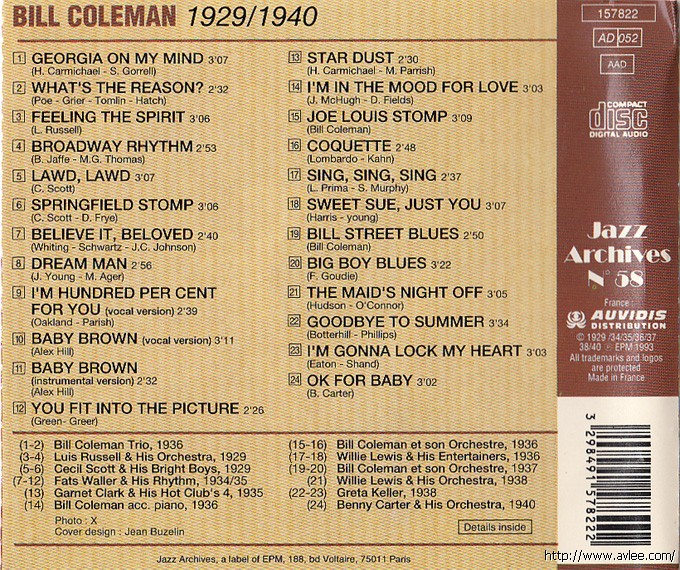 BILL COLEMAN 1929/1940
1 GEORGIA ON MY MIND 3'07
(H. Carmichael - S. Gorrell)
2 WHAT'S THE REASON? 2'32
(Poe - Grier - Tomlin - Hatch)
3 FEELING THE SPIRIT 3'06
(L. Russell)
4 BROADWAY RHYTHM 2'53
(B. Jaffe - M.G. Thomas)
5 LAWD, LAWD 3'07
(C. Scott)
6 SPRINGFIELD STOMP 3'06
(C. Scott - D. Frye)
7 BELIEVE IT, BELOVED 2'40
(Whiting - Schwartz - J.C. Johnson)
8 DREAM MAN 2'56
(J. Young - M. Ager)
9 I'M HUNDRED PER CENT
FOR YOU (vocal version) 2'39
(Oakland - Parish)
10 BABY BROWN (vocal version) 3'11
(Alex Hill)
11 BABY BROWN
(instrumental version) 2'32
(Alex Hill)
12 YOU FIT INTO THE PICTURE 2'26
(Green- Greer)
13 STAR DUST 2'30
(H. Carmichael - M. Parrish)
14 I'M IN THE MOOD FOR LOVE 3'03
(J. McHugh - D. Fields)
15 JOE LOUIS STOMP 3'09
(Bill Coleman)
16 COQUETTE 2'48
(Lombardo - Kahn)
17 SING, SING, SING 2'37
(L. Prima - S. Murphy)
18 SWEET SUE, JUST YOU 3'07
(Harris - young)
19 BILL STREET BLUES 2'50
(Bill Coleman)
20 BIG BOY BLUES 3'22
(F. Goudie)
21 THE MAID'S NIGHT OFF 3'05
(Hudson - O'Connor)
22 GOODBYE TO SUMMER 3'34
(Botterhill - Phillips)
23 I'M GONNA LOCK MY HEART 3'03
(Eaton - Shand)
24 OK FOR BABY 3'02
(B. Carter)
(1-2) Bill Coleman Trio, 1936
(3-4) Luis Russell & His Orchestra, 1929
(5-6) Cecil Scott & His Bright Boys, 1929
(7-12) Fats Waller & His Rhythm, 1934/35
(13) Garnet Clark & His Hot Club's 4, 1935
(14) Bill Coleman acc. piano, 1936
Photo : X
Cover design : Jean Buzelin
(15-16) Bill Coleman et son Orchestre, 1936
(17-18) Willie Lewis & His Entertainers, 1936
(19-20) Bill Coleman et son Orchestre, 1937
(21) Willie Lewis & His Orchestra, 1938
(22-23) Greta Keller, 1938
(24) Benny Carter & His Orchestra, 1940
Details inside
Jazz Archives, a label of EPM, 188, bd Voltaire, 75011 Paris
157822
AD 052
AAD
COMPACT
disc
DIGITAL AUDIO
Jazz
Archives
N° 58
France :
AUVIDIS
DISTRIBUTION
© 1929 /34/35/36/37
38/40 ℗ EPM 1993
All trademarks and logos
are protected
Made in France
3 298491 578222
http://www.avlee.com/